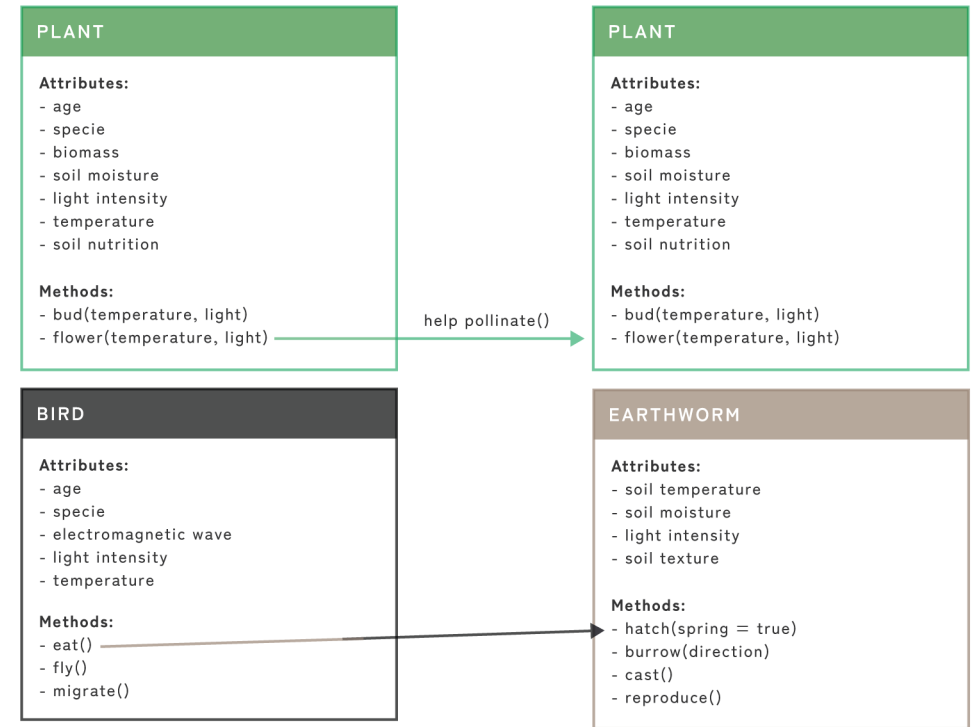 PLANT
Attributes:
- age
- specie
- biomass
- soil moisture
- light intensity
- temperature
- soil nutrition
Methods:
- bud(temperature, light)
- flower(temperature, light)
help pollinate()
PLANT
Attributes:
- age
- specie
- biomass
- soil moisture
- light intensity
- temperature
- soil nutrition
Methods:
- bud(temperature, light)
- flower(temperature, light)
BIRD
Attributes:
- age
- specie
- electromagnetic wave
- light intensity
- temperature
Methods:
- eat()
- fly()
- migrate()
EARTHWORM
Attributes:
- soil temperature
- soil moisture
- light intensity
- soil texture
Methods:
- hatch(spring = true)
- burrow(direction)
- cast()
- reproduce()